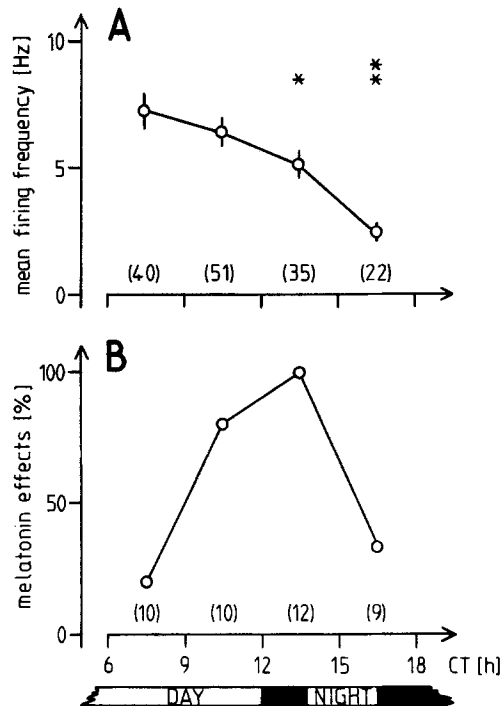 A
mean firing frequency [Hz]
10
5
0
*
*
*
(40) (51) (35) (22)
B
melatonin effects [%]
100
50
0
(10) (10) (12) (9)
6 9 12 15 18 CT [h]
DAY NIGHT